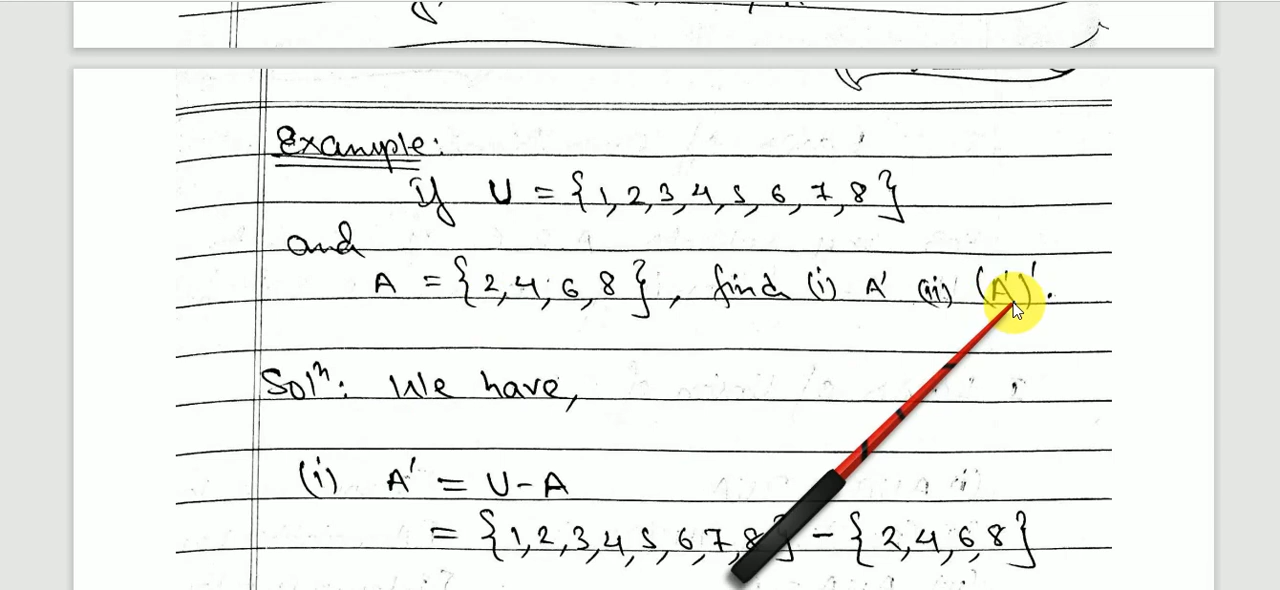 Example:
If U = {1, 2, 3, 4, 5, 6, 7, 8}
and
A = {2, 4, 6, 8}, find (i) A' (ii) (A')'.
Solⁿ: We have,
(i) A' = U - A
= {1, 2, 3, 4, 5, 6, 7, 8} - {2, 4, 6, 8}